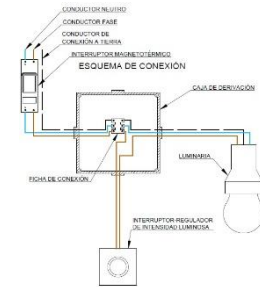 CONDUCTOR NEUTRO
CONDUCTOR FASE
CONDUCTOR DE
CONEXIÓN A TIERRA
INTERRUPTOR MAGNETOTÉRMICO
ESQUEMA DE CONEXIÓN
CAJA DE DERIVACIÓN
FICHA DE CONEXIÓN
LUMINARIA
INTERRUPTOR-REGULADOR
DE INTENSIDAD LUMINOSA